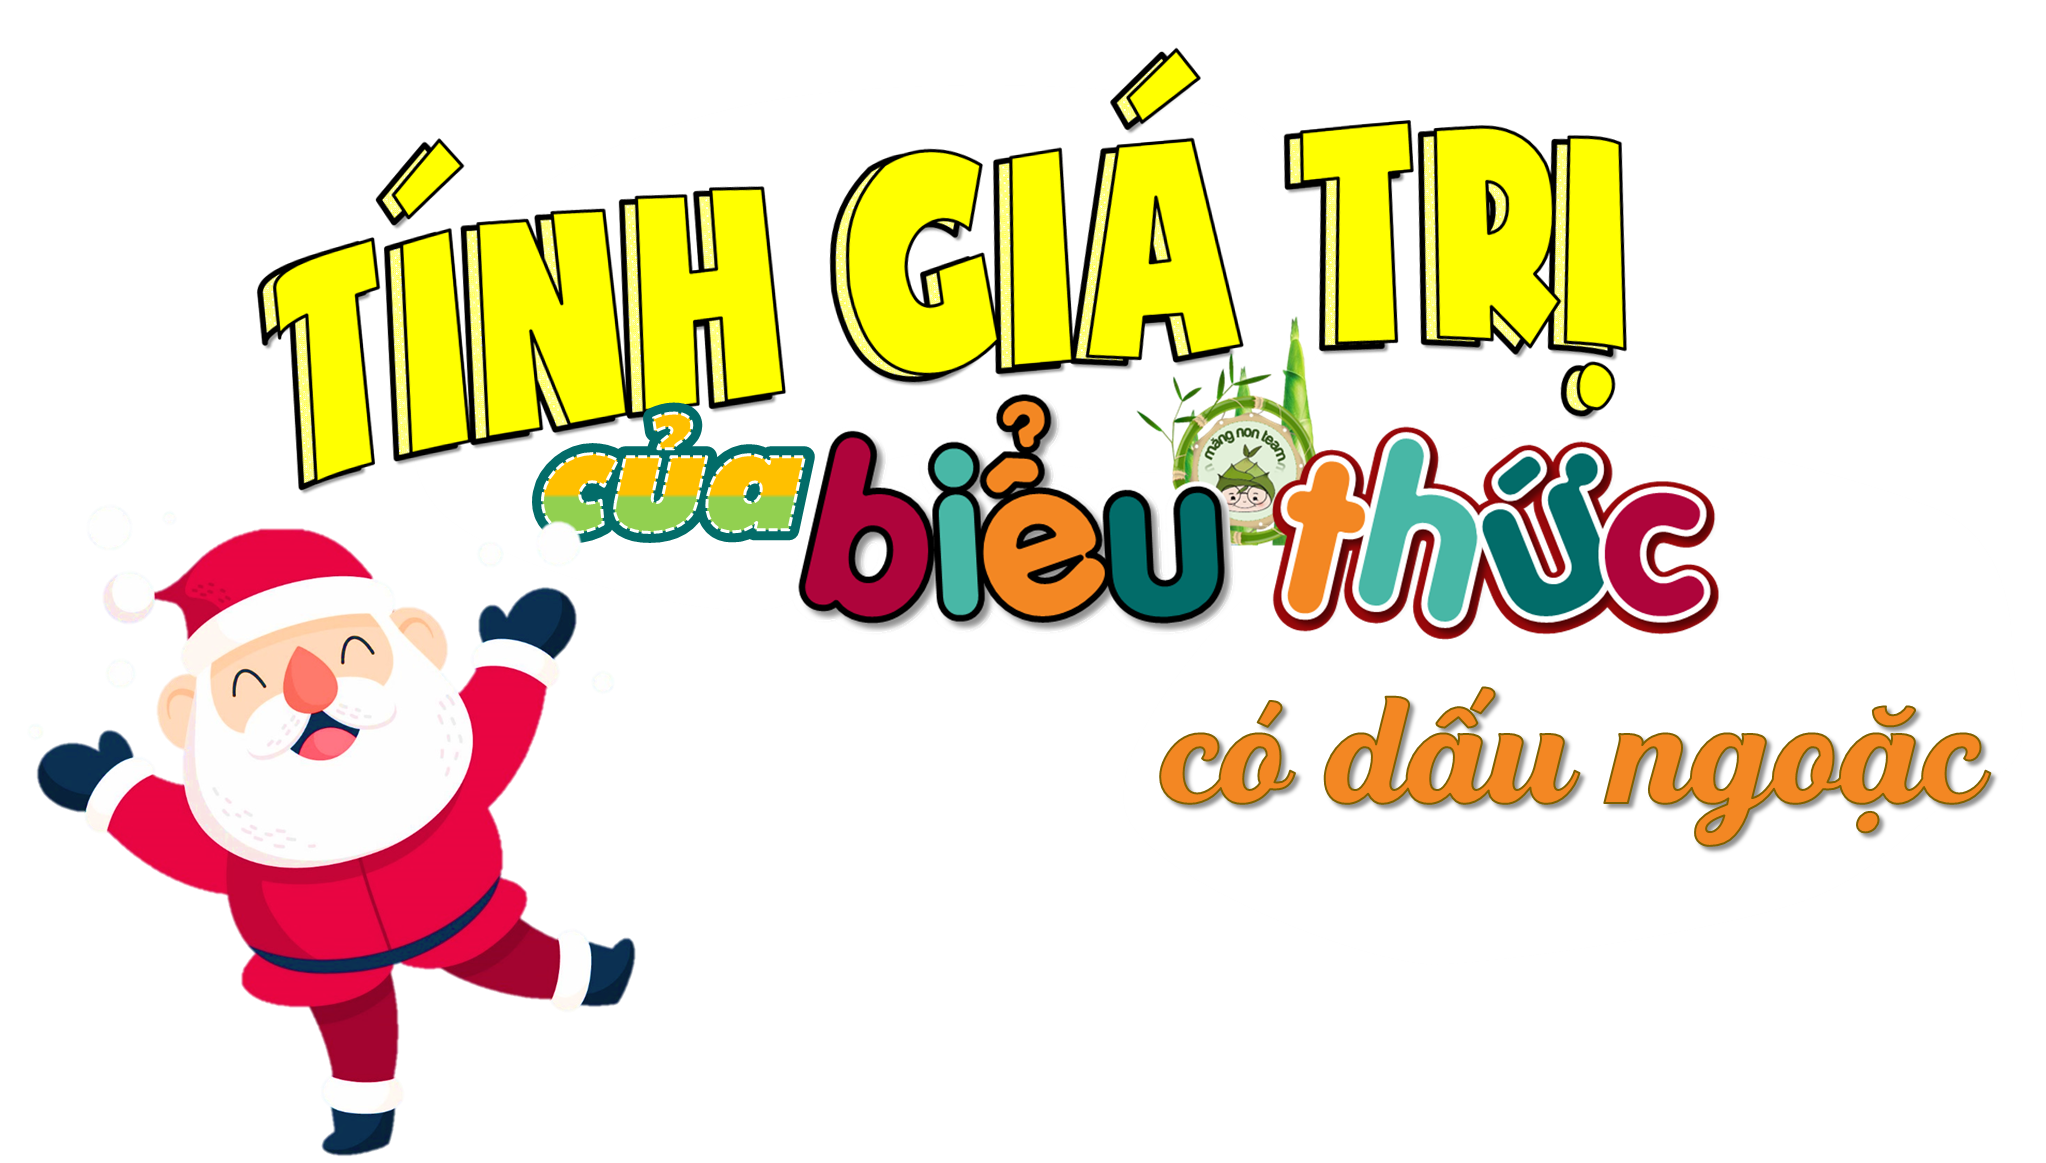 TÍNH GIÁ TRỊ
của biểu thức
măng non team
có dấu ngoặc